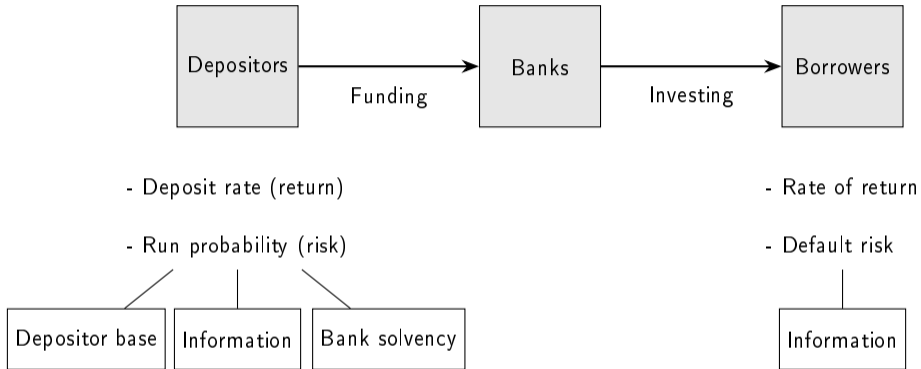 Depositors
Banks
Borrowers
Funding
Investing
- Deposit rate (return)
- Rate of return
- Run probability (risk)
- Default risk
Depositor base
Information
Bank solvency
Information